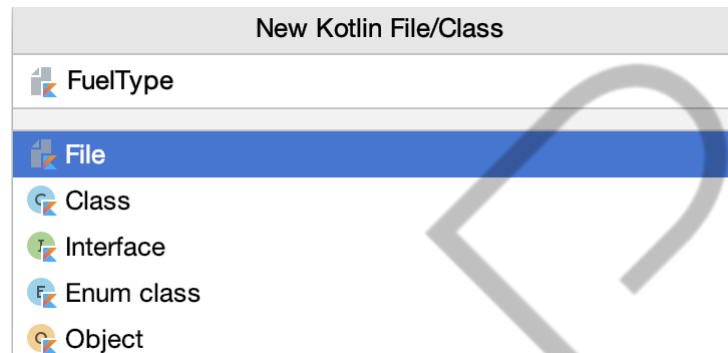 New Kotlin File/Class
FuelType
File
Class
Interface
Enum class
Object